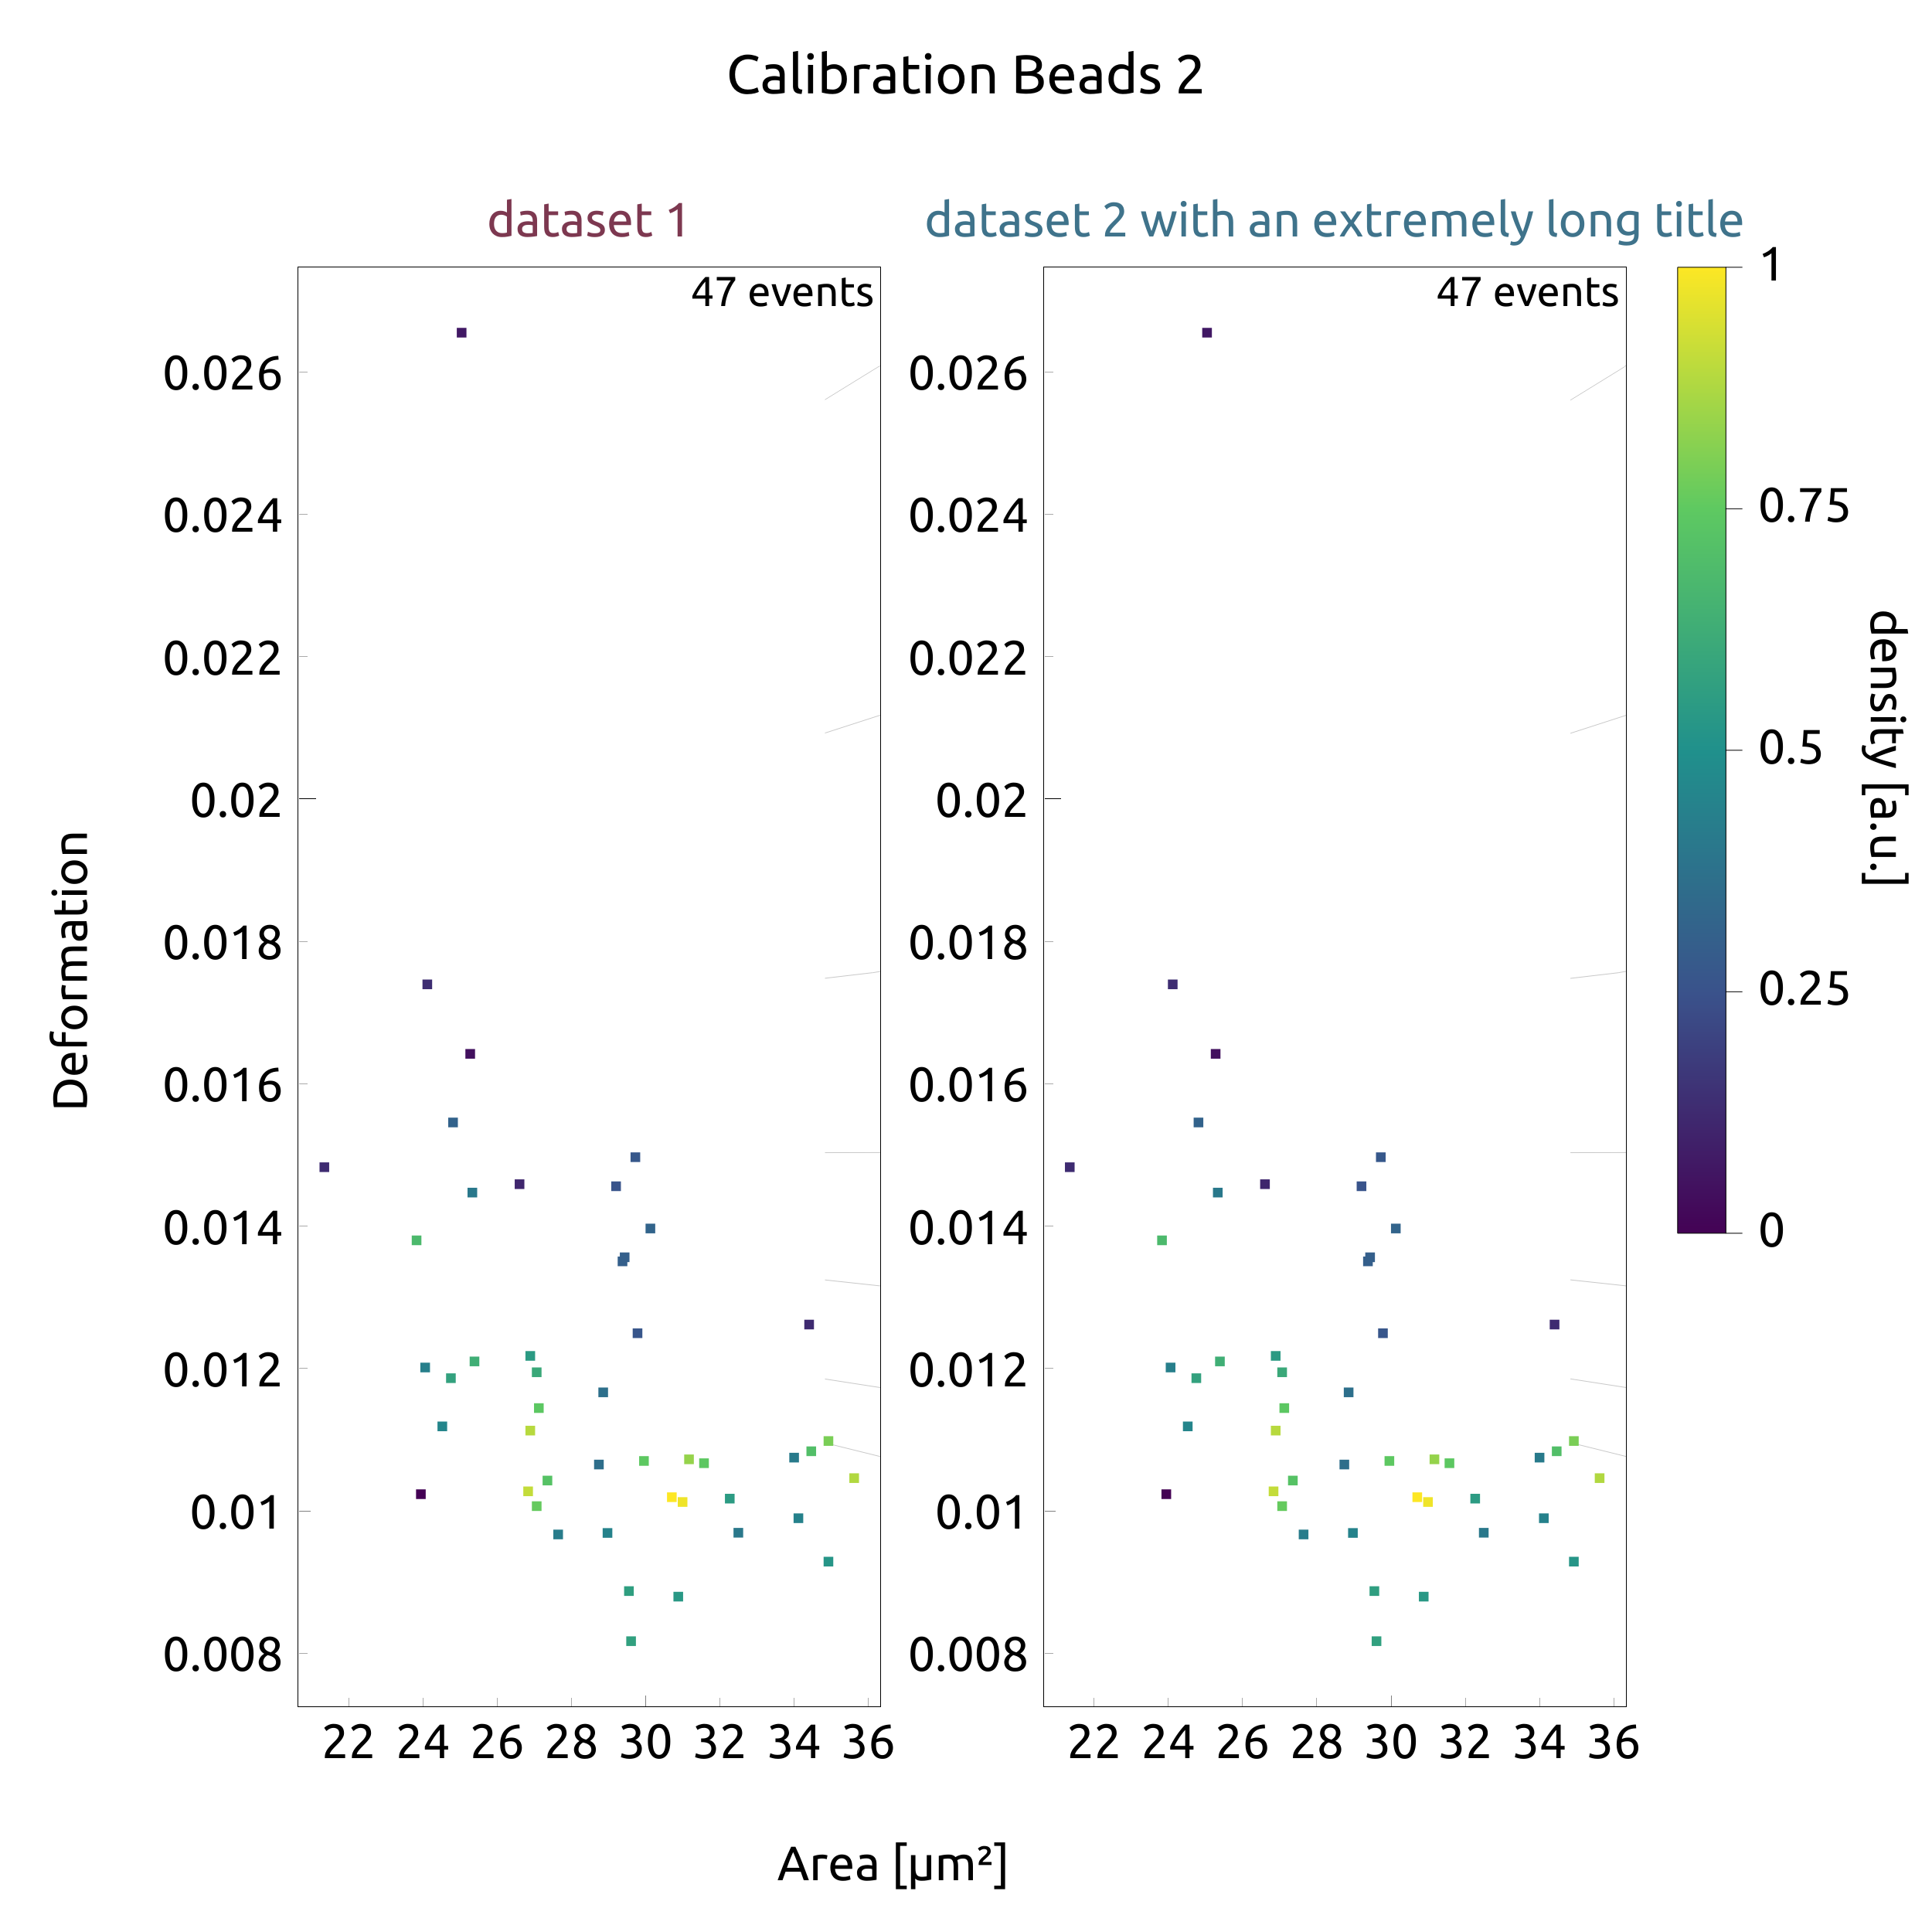 Calibration Beads 2
dataset 1
dataset 2 with an extremely long title
47 events
47 events
0.026
0.024
0.022
0.02
0.018
0.016
0.014
0.012
0.01
0.008
0.026
0.024
0.022
0.02
0.018
0.016
0.014
0.012
0.01
0.008
1
0.75
0.5
0.25
0
density [a.u.]
Deformation
22 24 26 28 30 32 34 36
22 24 26 28 30 32 34 36
Area [µm²]